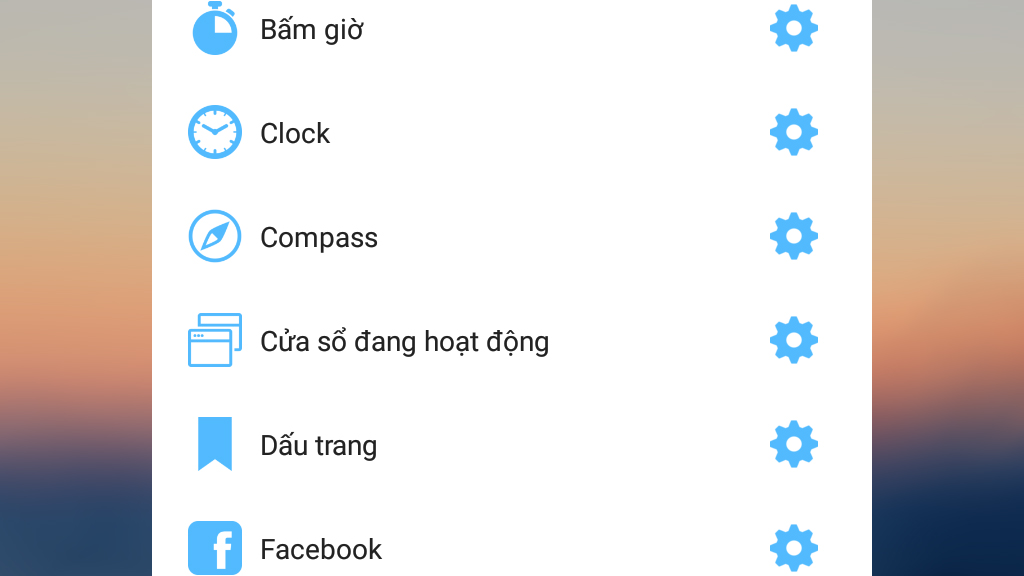 Bấm giờ
Clock
Compass
Cửa sổ đang hoạt động
Dấu trang
Facebook